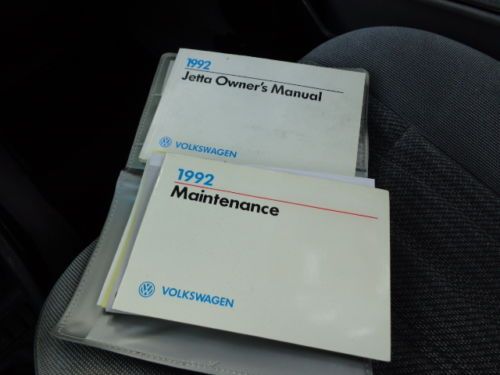 1992
Jetta Owner's Manual
VOLKSWAGEN
1992
Maintenance
VOLKSWAGEN